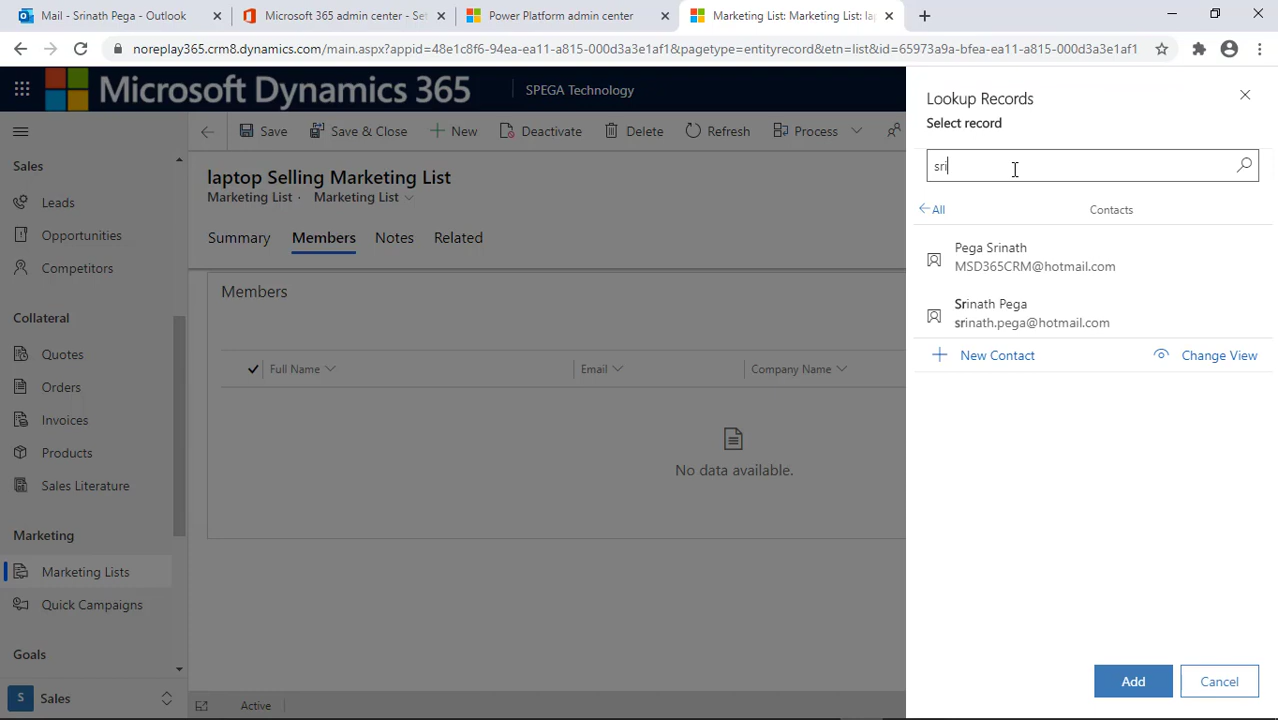 Mail - Srinath Pega - Outlook
Microsoft 365 admin center - Set
Power Platform admin center
Marketing List: Marketing List: lap
noreplay365.crm8.dynamics.com/main.aspx?appid=48e1c8f6-94ea-ea11-a815-000d3a3e1af1&pagetype=entityrecord&etn=list&id=65973a9a-bfea-ea11-a815-000d3a3e1af1
Microsoft Dynamics 365
SPEGA Technology
Save
Save & Close
New
Deactivate
Delete
Refresh
Process
Sales
Leads
Opportunities
Competitors
Collateral
Quotes
Orders
Invoices
Products
Sales Literature
Marketing
Marketing Lists
Quick Campaigns
Goals
S Sales
laptop Selling Marketing List
Marketing List · Marketing List
Summary
Members
Notes
Related
Members
Full Name
Email
Company Name
No data available.
Active
Lookup Records
Select record
sri
All
Contacts
Pega Srinath
MSD365CRM@hotmail.com
Srinath Pega
srinath.pega@hotmail.com
New Contact
Change View
Add
Cancel